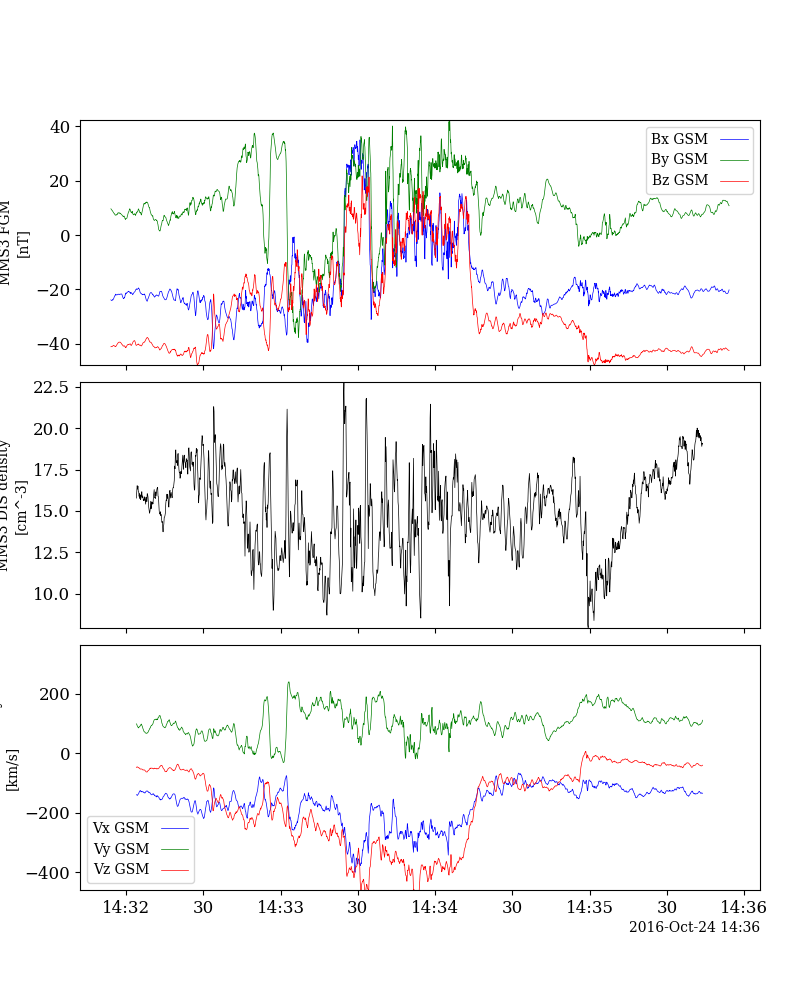 40
20
0
−20
−40
MMS3 FGM
[nT]
Bx GSM
By GSM
Bz GSM
22.5
20.0
17.5
15.0
12.5
10.0
MMS3 DIS density
[cm^-3]
200
0
−200
−400
[km/s]
Vx GSM
Vy GSM
Vz GSM
14:32 30 14:33 30 14:34 30 14:35 30 14:36
2016-Oct-24 14:36